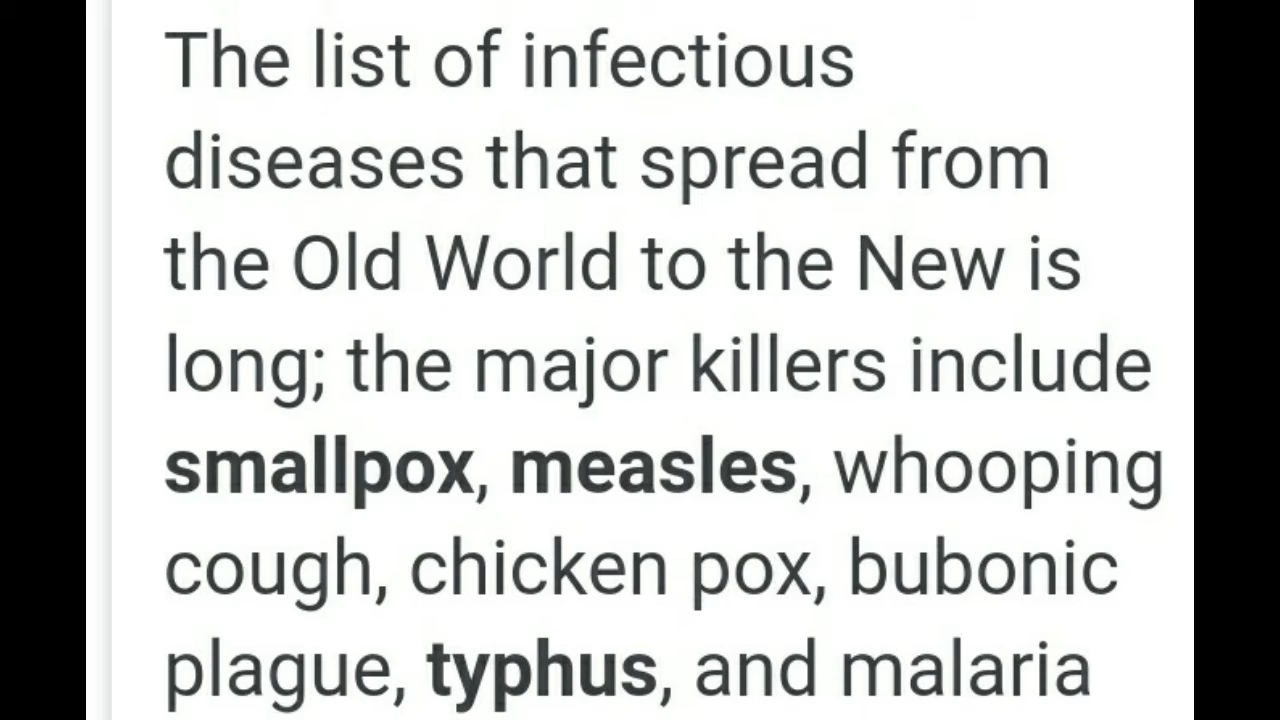 The list of infectious
diseases that spread from
the Old World to the New is
long; the major killers include
smallpox, measles, whooping
cough, chicken pox, bubonic
plague, typhus, and malaria